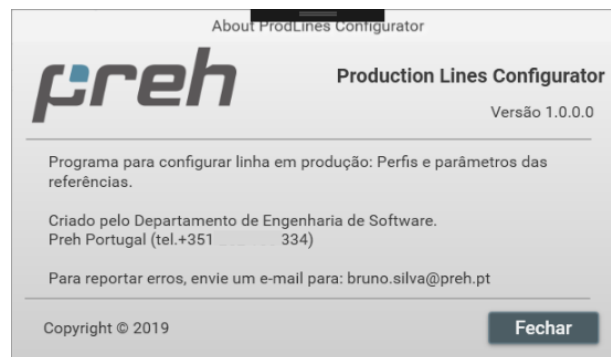 About ProdLines Configurator
preh
Production Lines Configurator
Versão 1.0.0.0
Programa para configurar linha em produção: Perfis e parâmetros das
referências.
Criado pelo Departamento de Engenharia de Software.
Preh Portugal (tel.+351 334)
Para reportar erros, envie um e-mail para: bruno.silva@preh.pt
Copyright © 2019
Fechar